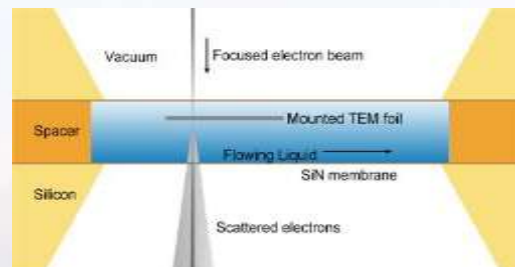 Vacuum
Focused electron beam
Mounted TEM foil
Spacer
Flowing Liquid
SiN membrane
Silicon
Scattered electrons